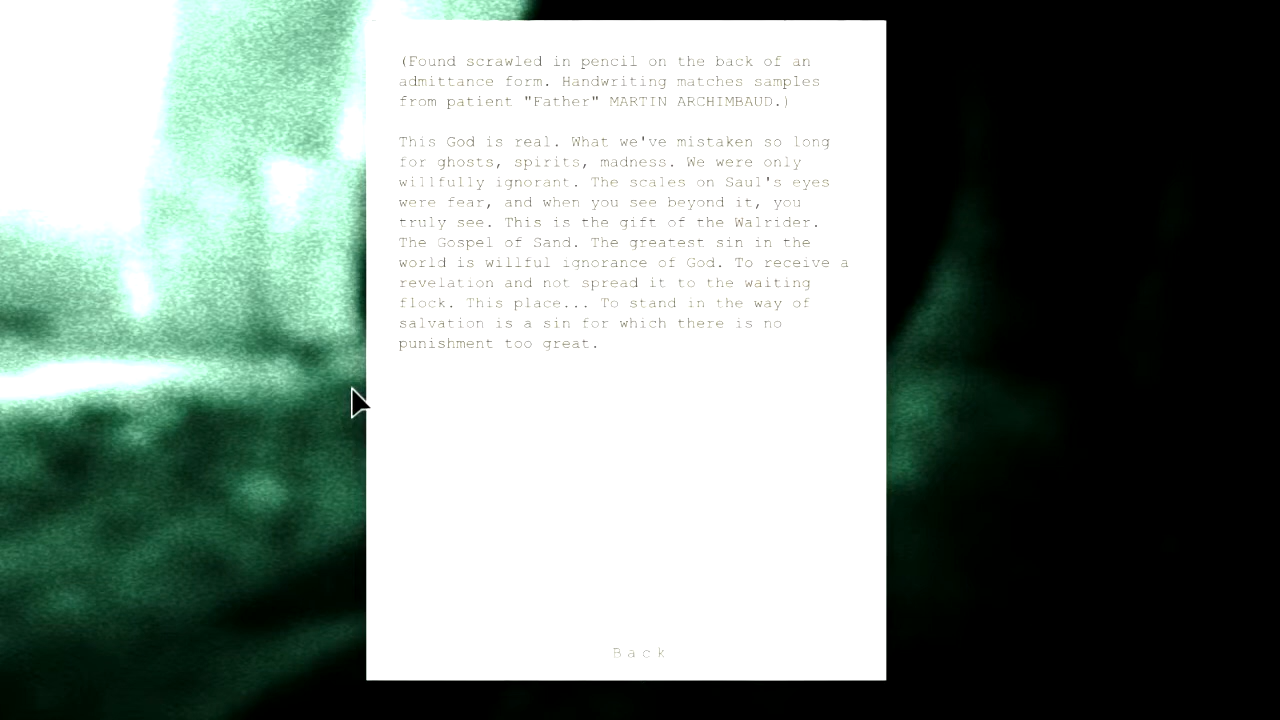 (Found scrawled in pencil on the back of an
admittance form. Handwriting matches samples
from patient "Father" MARTIN ARCHIMBAUD.)
This God is real. What we've mistaken so long
for ghosts, spirits, madness. We were only
willfully ignorant. The scales on Saul's eyes
were fear, and when you see beyond it, you
truly see. This is the gift of the Walrider.
The Gospel of Sand. The greatest sin in the
world is willful ignorance of God. To receive a
revelation and not spread it to the waiting
flock. This place... To stand in the way of
salvation is a sin for which there is no
punishment too great.
Back